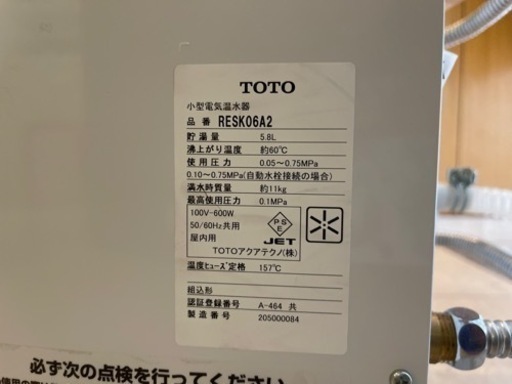 TOTO
小型電気温水器
品番 RESK06A2
貯湯量 5.8L
沸上がり温度 約60℃
使用圧力 0.05～0.75MPa
0.10～0.75MPa(自動水栓接続の場合)
満水時質量 約11kg
最高使用圧力 0.1MPa
100V-600W
50/60Hz共用
屋内用
PSE
JET
TOTOアクアテクノ(株)
温度ヒューズ定格 157℃
組込形
認証登録番号 A-464 共
製造番号 205000084
必ず次の点検を行ってください